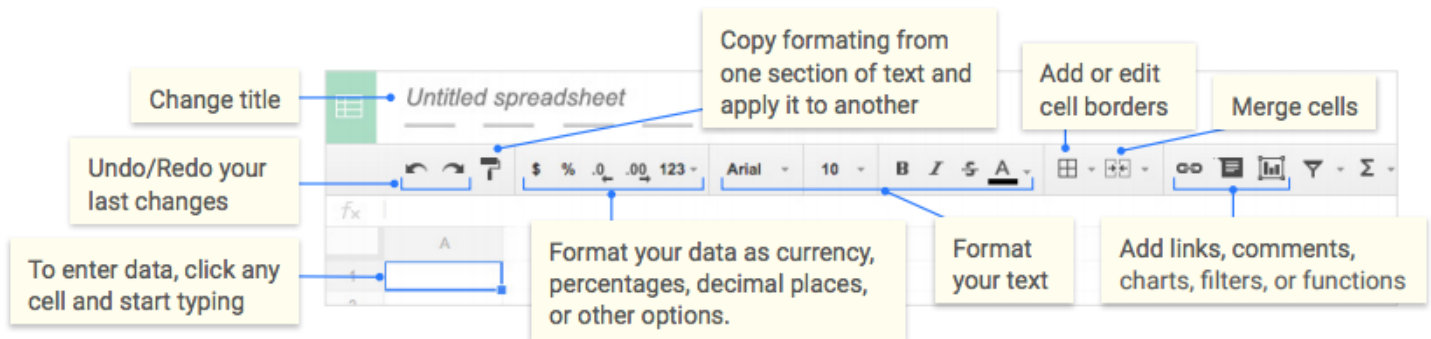 Copy formating from
one section of text and
apply it to another
Add or edit
cell borders
Change title
Untitled spreadsheet
Merge cells
Undo/Redo your
last changes
$ % .0 .00 123 Arial 10 B I S A Σ
fx
A
To enter data, click any
cell and start typing
1
2
Format your data as currency,
percentages, decimal places,
or other options.
Format
your text
Add links, comments,
charts, filters, or functions